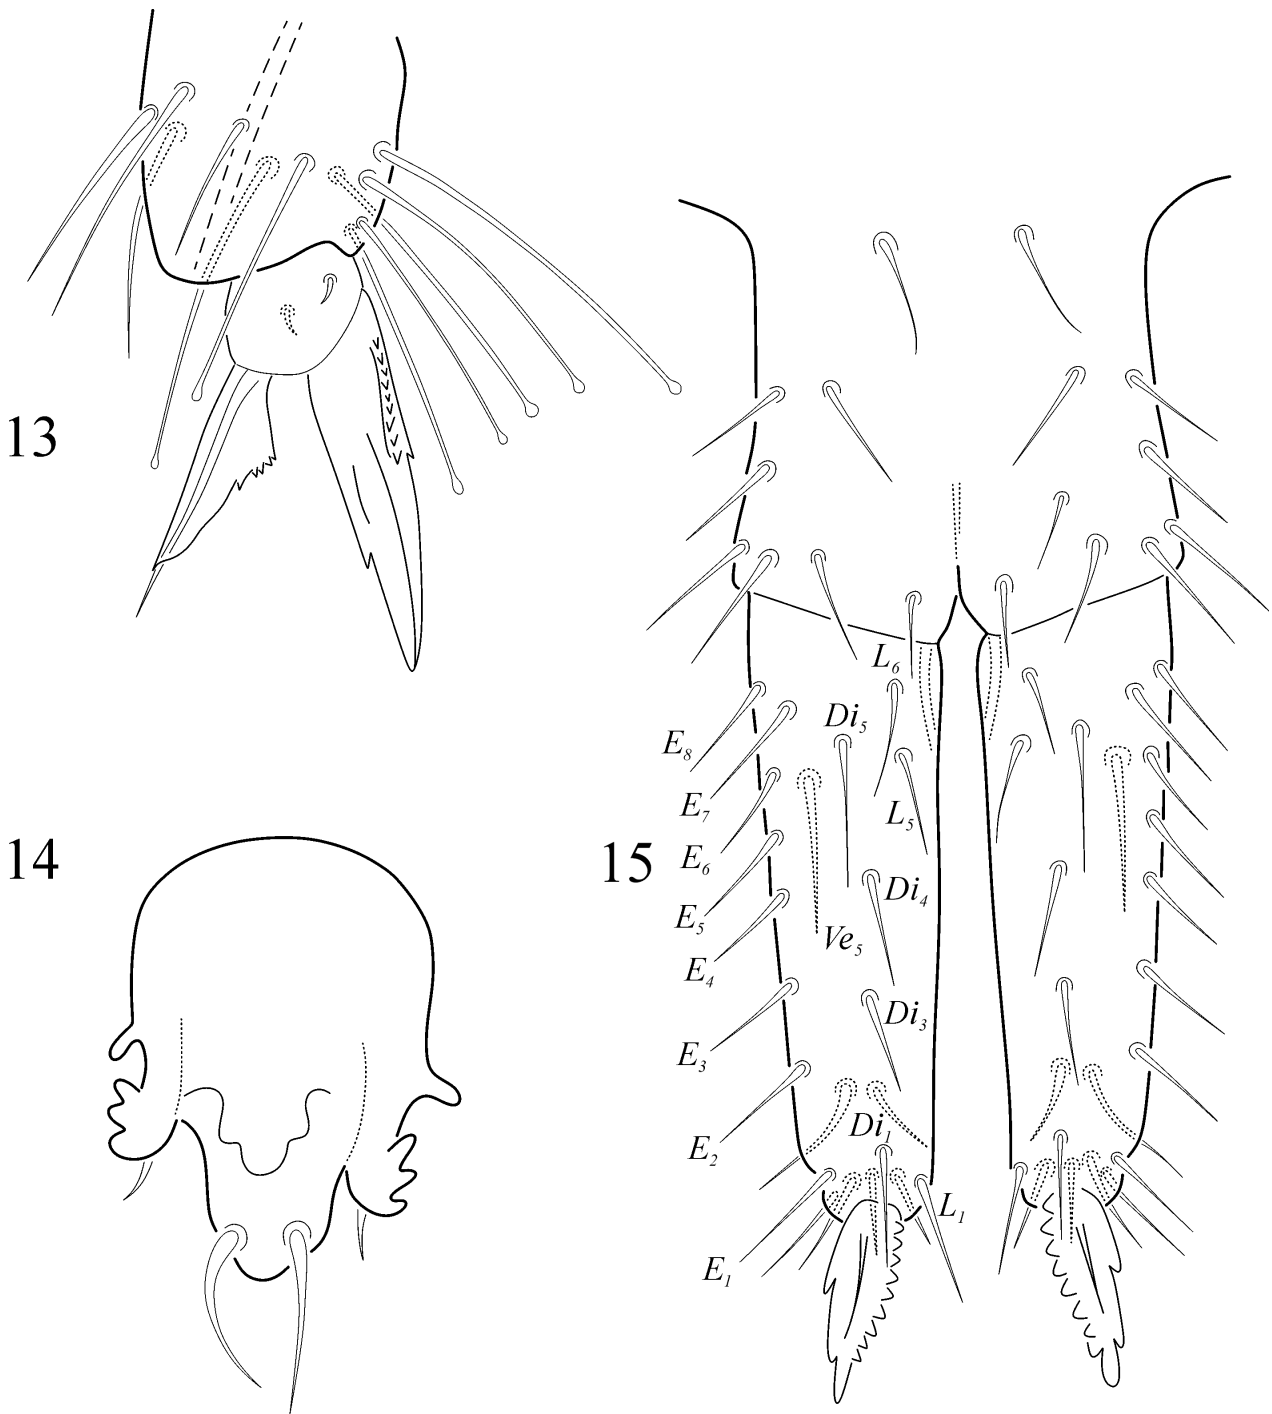 13
14
15
L₆
Di₅
E₈
E₇
L₅
E₆
Di₄
E₅
Ve₅
E₄
Di₃
E₃
Di₁
E₂
L₁
E₁